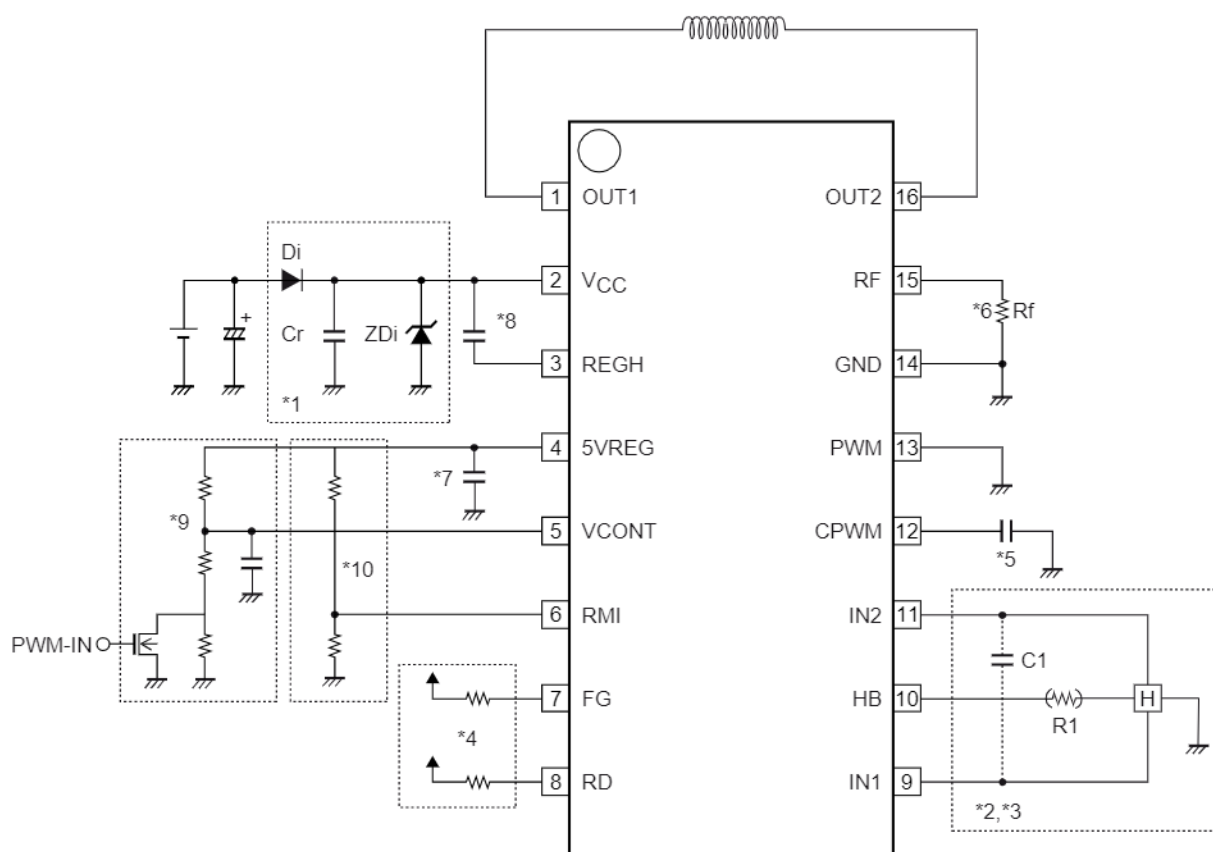 1 OUT1 OUT2 16
Di
2 VCC RF 15
+ Cr ZDi *8 *6 Rf
3 REGH GND 14
*1
4 5VREG PWM 13
*7
*9 5 VCONT CPWM 12
*5
*10
6 RMI IN2 11
PWM-IN
C1
7 FG HB 10 H
*4 R1
8 RD IN1 9
*2,*3